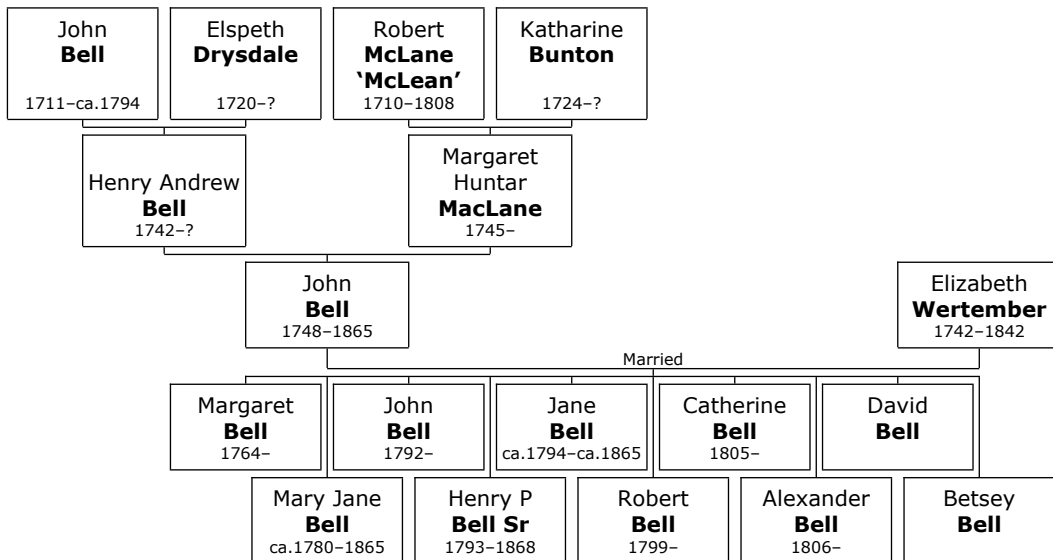 John
Bell
1711–ca.1794
Elspeth
Drysdale
1720–?
Robert
McLane
‘McLean’
1710–1808
Katharine
Bunton
1724–?
Henry Andrew
Bell
1742–?
Margaret
Huntar
MacLane
1745–
John
Bell
1748–1865
Elizabeth
Wertember
1742–1842
Married
Margaret
Bell
1764–
John
Bell
1792–
Jane
Bell
ca.1794–ca.1865
Catherine
Bell
1805–
David
Bell
Mary Jane
Bell
ca.1780–1865
Henry P
Bell Sr
1793–1868
Robert
Bell
1799–
Alexander
Bell
1806–
Betsey
Bell